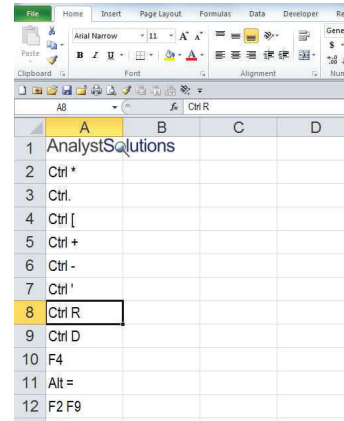 File Home Insert Page Layout Formulas Data Developer Re
Arial Narrow 11 A A Gene
Paste B I U A $
Clipboard Font Alignment Num
A8 fx Ctrl R
A B C D
1 AnalystSolutions
2 Ctrl *
3 Ctrl.
4 Ctrl [
5 Ctrl +
6 Ctrl -
7 Ctrl '
8 Ctrl R
9 Ctrl D
10 F4
11 Alt =
12 F2 F9